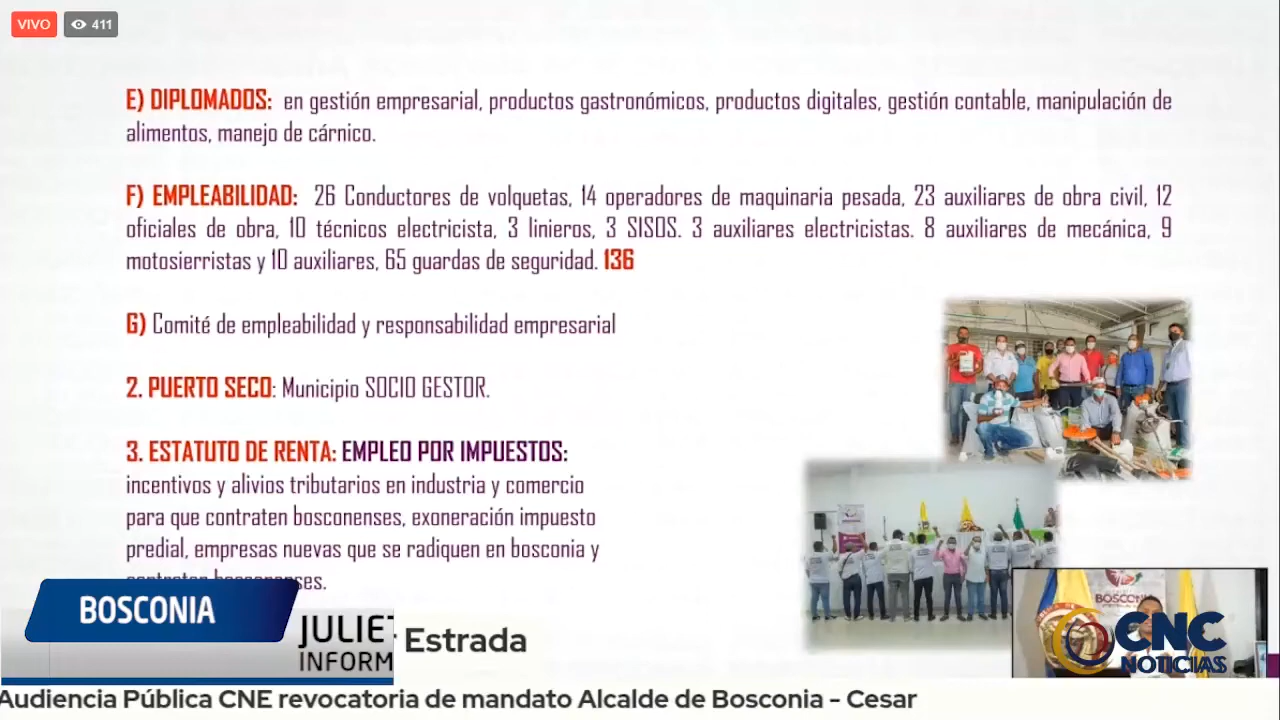 VIVO 411
E) DIPLOMADOS: en gestión empresarial, productos gastronómicos, productos digitales, gestión contable, manipulación de
alimentos, manejo de cárnico.
F) EMPLEABILIDAD: 26 Conductores de volquetas, 14 operadores de maquinaria pesada, 23 auxiliares de obra civil, 12
oficiales de obra, 10 técnicos electricista, 3 linieros, 3 SISOS. 3 auxiliares electricistas. 8 auxiliares de mecánica, 9
motosierristas y 10 auxiliares, 65 guardas de seguridad. 136
G) Comité de empleabilidad y responsabilidad empresarial
2. PUERTO SECO: Municipio SOCIO GESTOR.
3. ESTATUTO DE RENTA: EMPLEO POR IMPUESTOS:
incentivos y alivios tributarios en industria y comercio
para que contraten bosconenses, exoneración impuesto
predial, empresas nuevas que se radiquen en bosconia y
contraten bosconenses.
BOSCONIA
BOSCONIA
JULIET Estrada
INFORM
CNC
NOTICIAS
Audiencia Pública CNE revocatoria de mandato Alcalde de Bosconia - Cesar